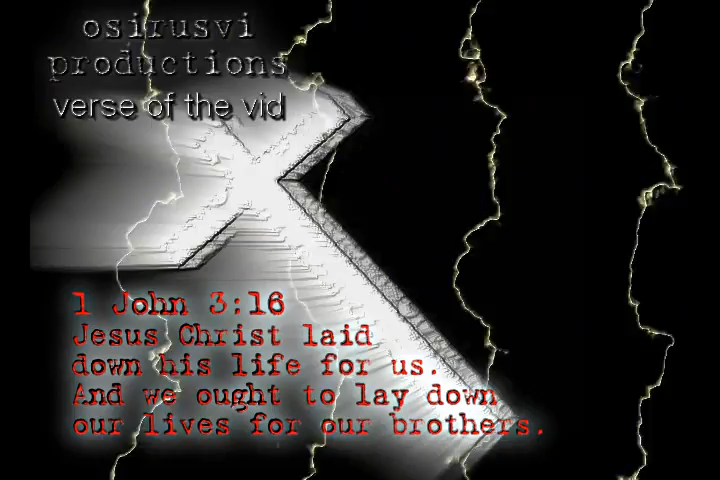 osirusvi
productions
verse of the vid
1 John 3:16
Jesus Christ laid
down his life for us.
And we ought to lay down
our lives for our brothers.